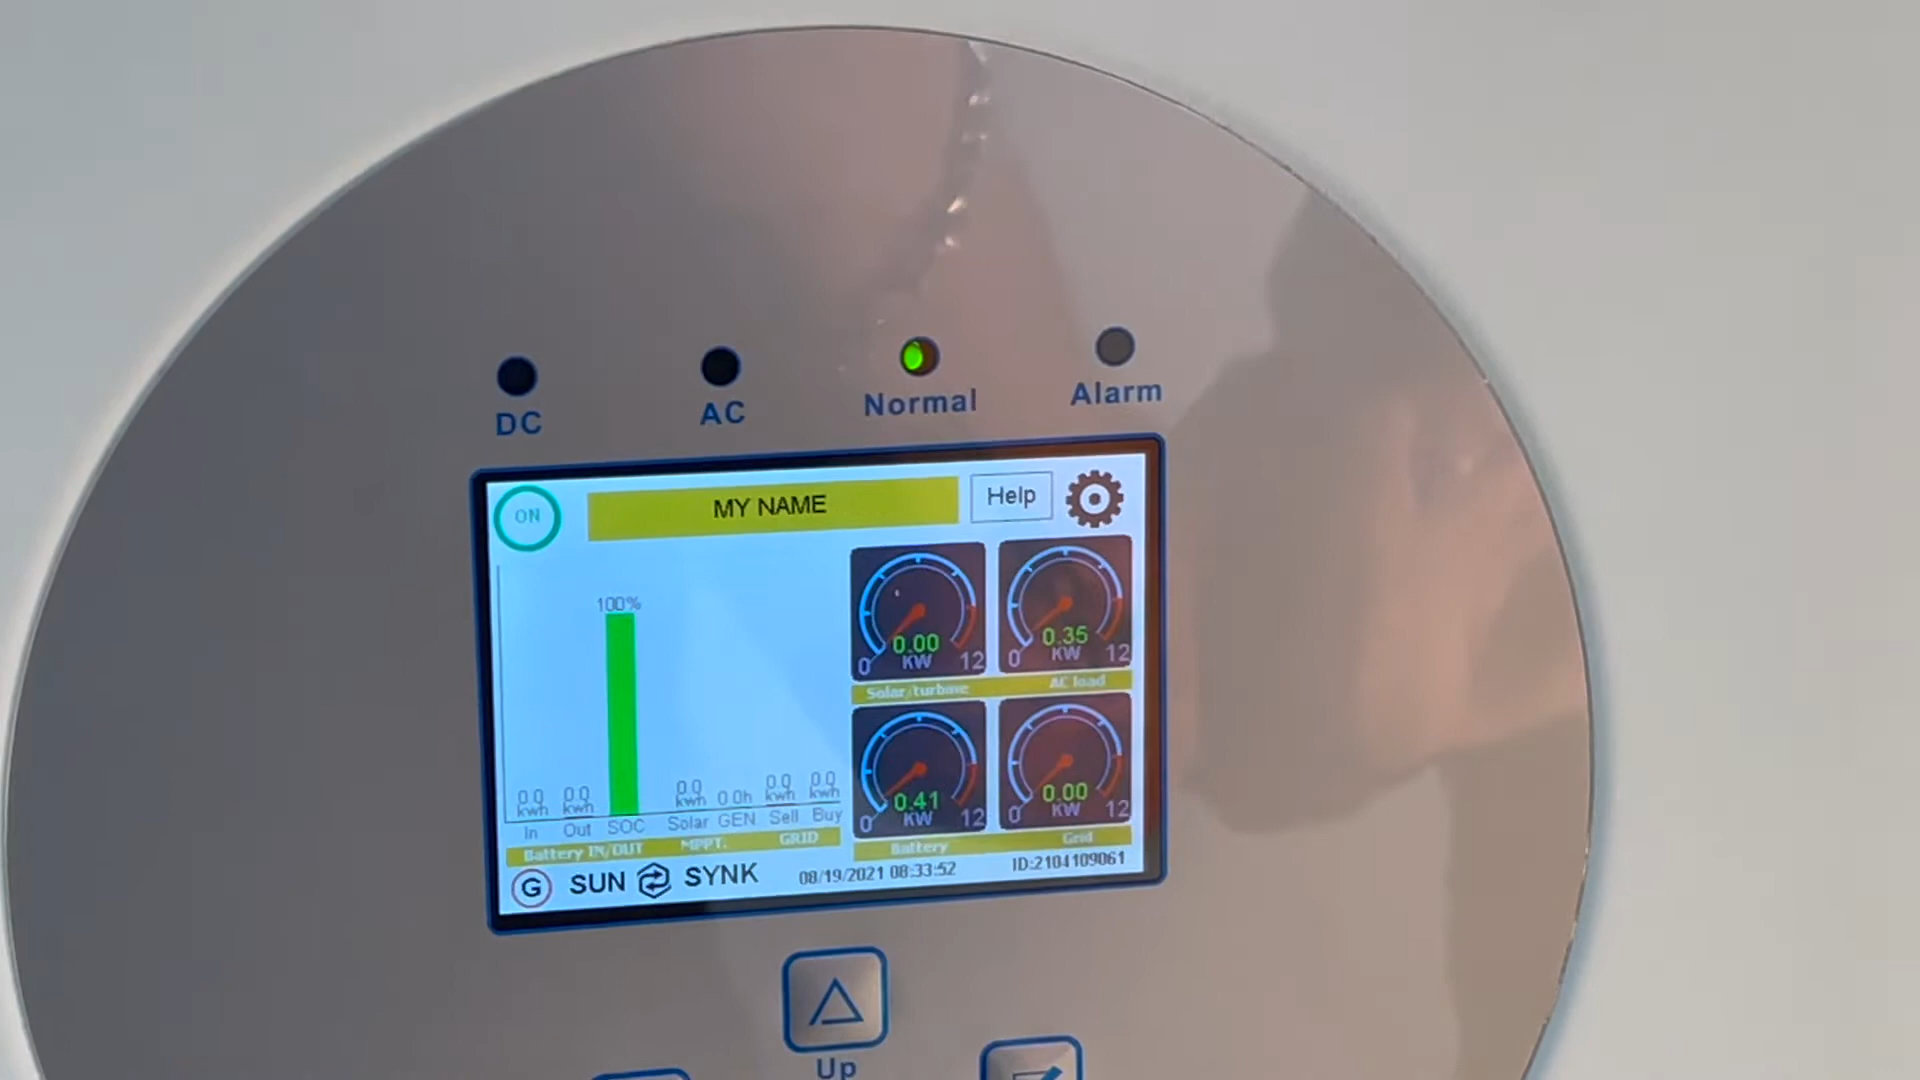 DC AC Normal Alarm
ON MY NAME Help
100%
0.0 kwh 0.0 kwh 0.0 kwh 0.0h 0.0 kwh 0.0 kwh
In Out SOC Solar GEN Sell Buy
Battery IN/OUT MPPT. GRID
0.00 KW 0 12
0.35 KW 0 12
Solar/turbine AC load
0.41 KW 0 12
0.00 KW 0 12
Battery Grid
G SUN SYNK 08/19/2021 08:33:52 ID:2104109061
Up